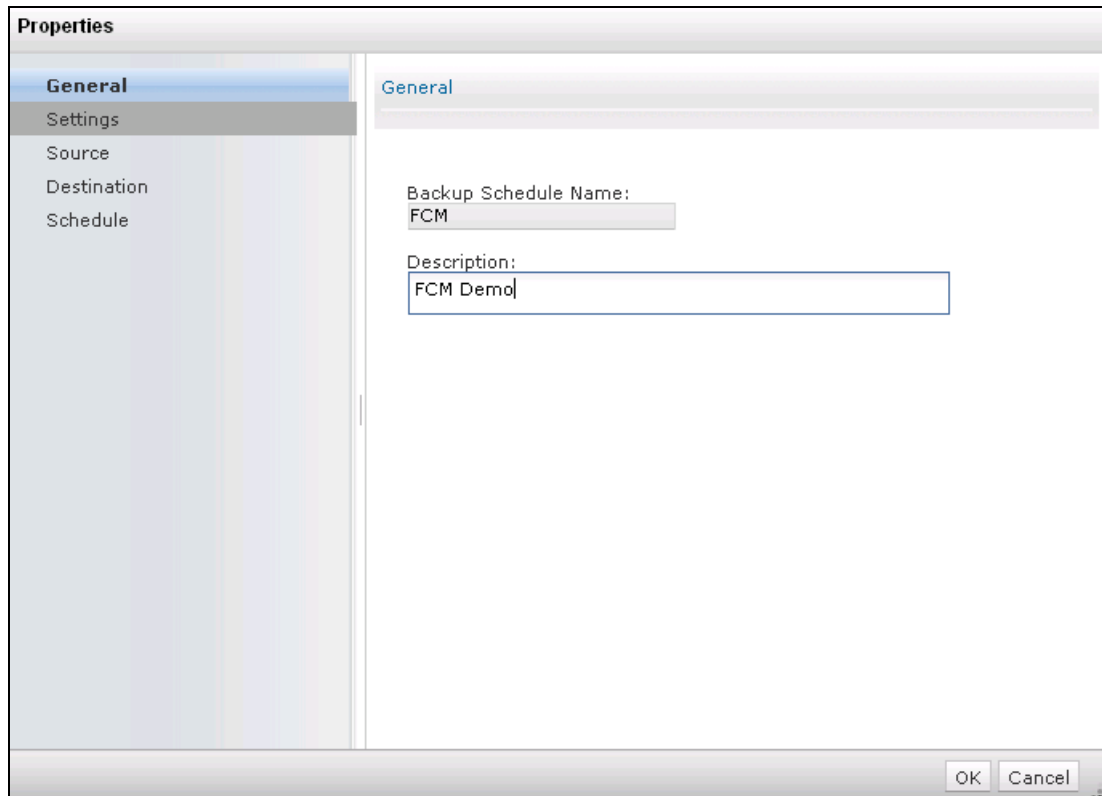 Properties
General
Settings
Source
Destination
Schedule
General
Backup Schedule Name:
FCM
Description:
FCM Demo
OK
Cancel